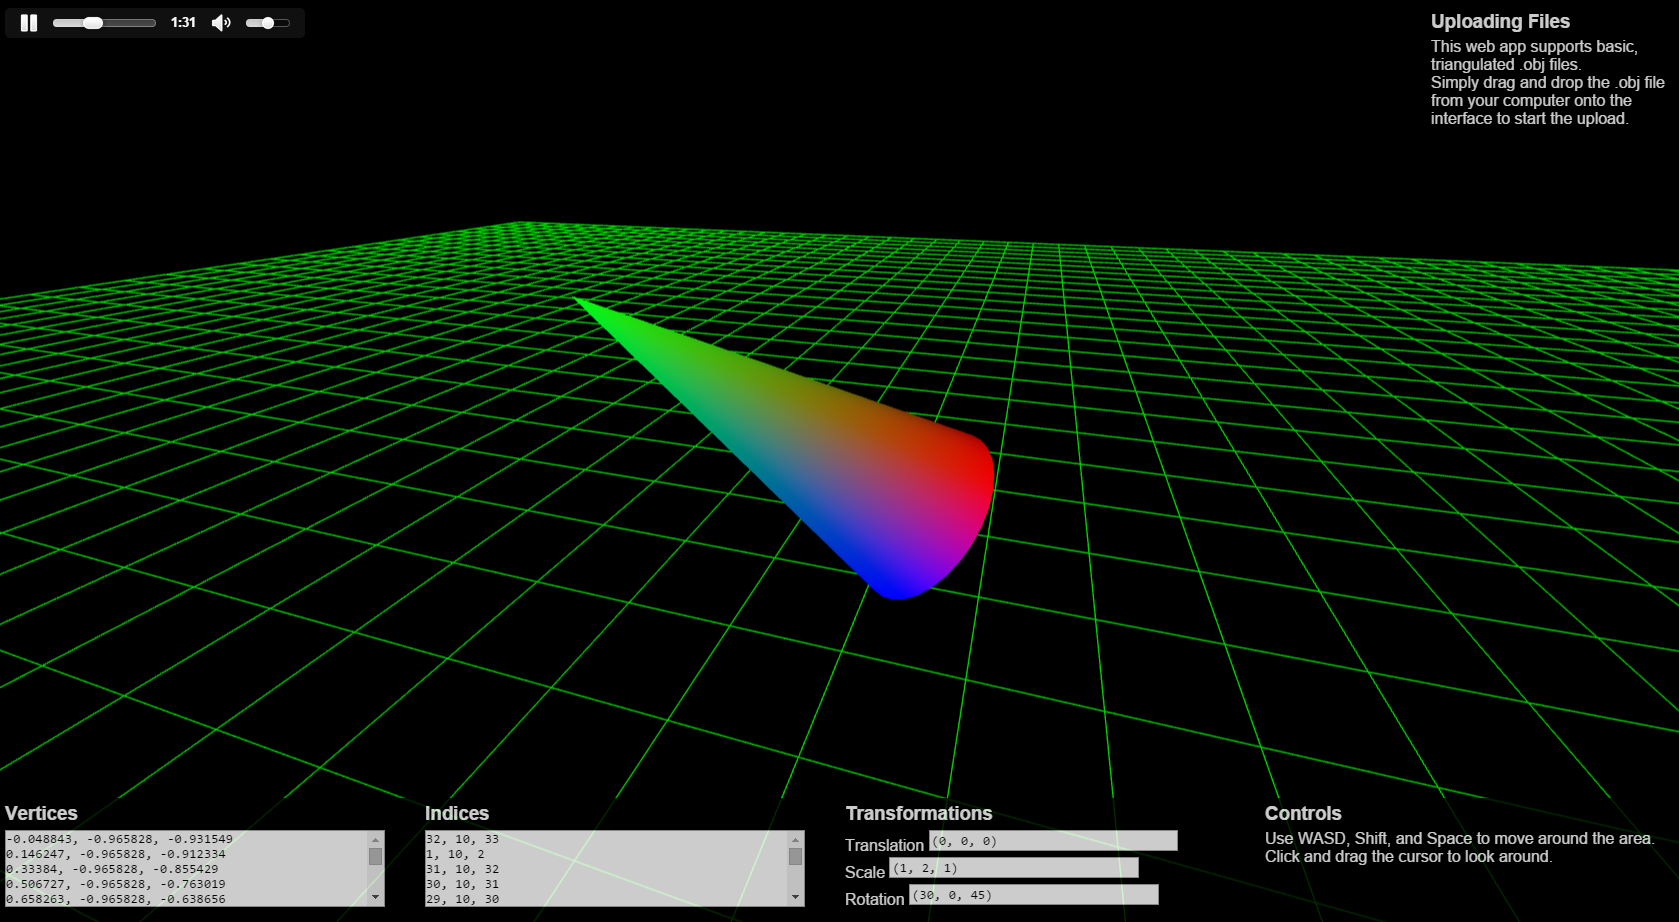 1:31
Uploading Files
This web app supports basic,
triangulated .obj files.
Simply drag and drop the .obj file
from your computer onto the
interface to start the upload.
Vertices
-0.048843, -0.965828, -0.931549
0.146247, -0.965828, -0.912334
0.33384, -0.965828, -0.855429
0.506727, -0.965828, -0.763019
0.658263, -0.965828, -0.638656
Indices
32, 10, 33
1, 10, 2
31, 10, 32
30, 10, 31
29, 10, 30
Transformations
Translation (0, 0, 0)
Scale (1, 2, 1)
Rotation (30, 0, 45)
Controls
Use WASD, Shift, and Space to move around the area.
Click and drag the cursor to look around.